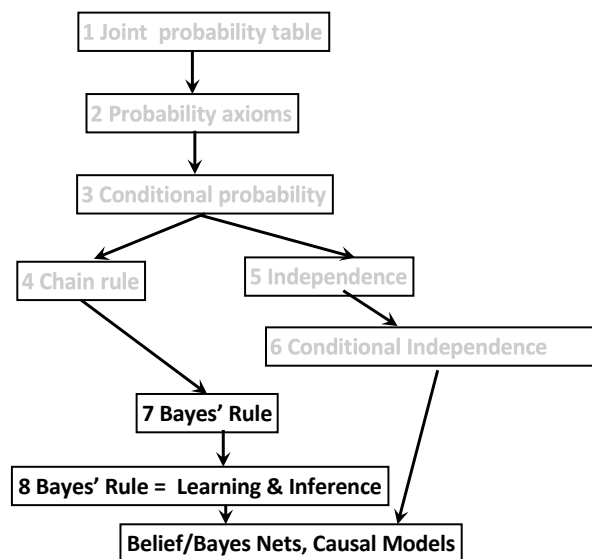 1 Joint probability table
2 Probability axioms
3 Conditional probability
4 Chain rule
5 Independence
6 Conditional Independence
7 Bayes’ Rule
8 Bayes’ Rule = Learning & Inference
Belief/Bayes Nets, Causal Models